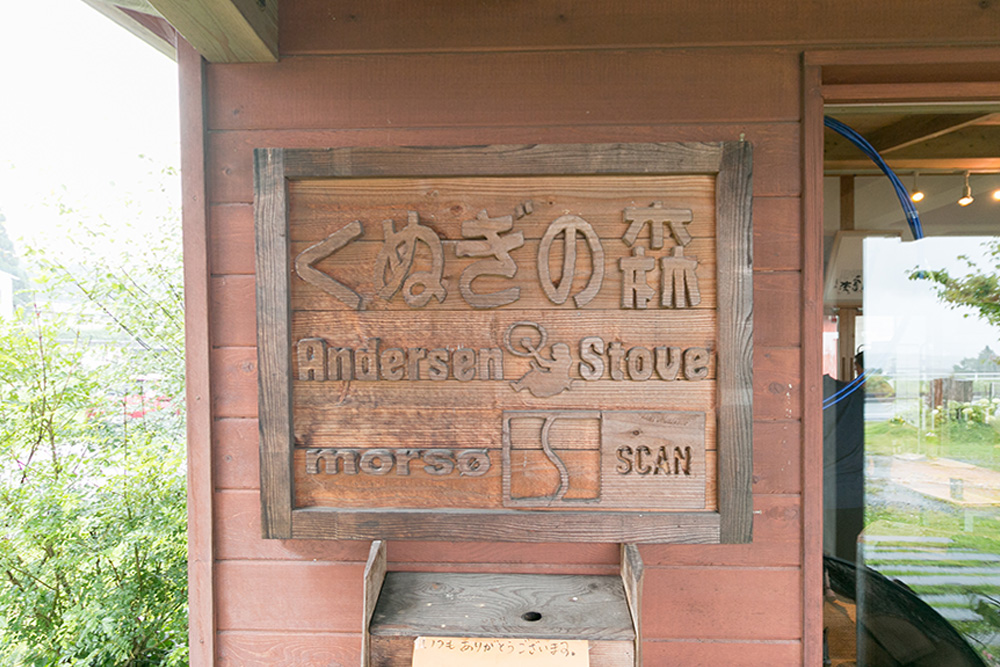 くぬぎの森
Andersen Stove
morsø
SCAN
いつもありがとうございます。